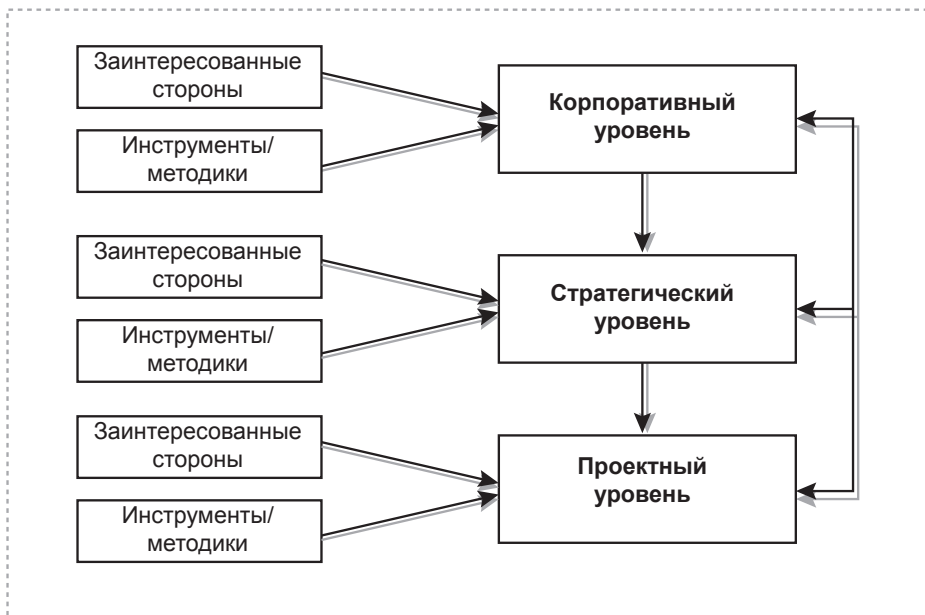 Заинтересованные
стороны
Инструменты/
методики
Корпоративный
уровень
Заинтересованные
стороны
Инструменты/
методики
Стратегический
уровень
Заинтересованные
стороны
Инструменты/
методики
Проектный
уровень